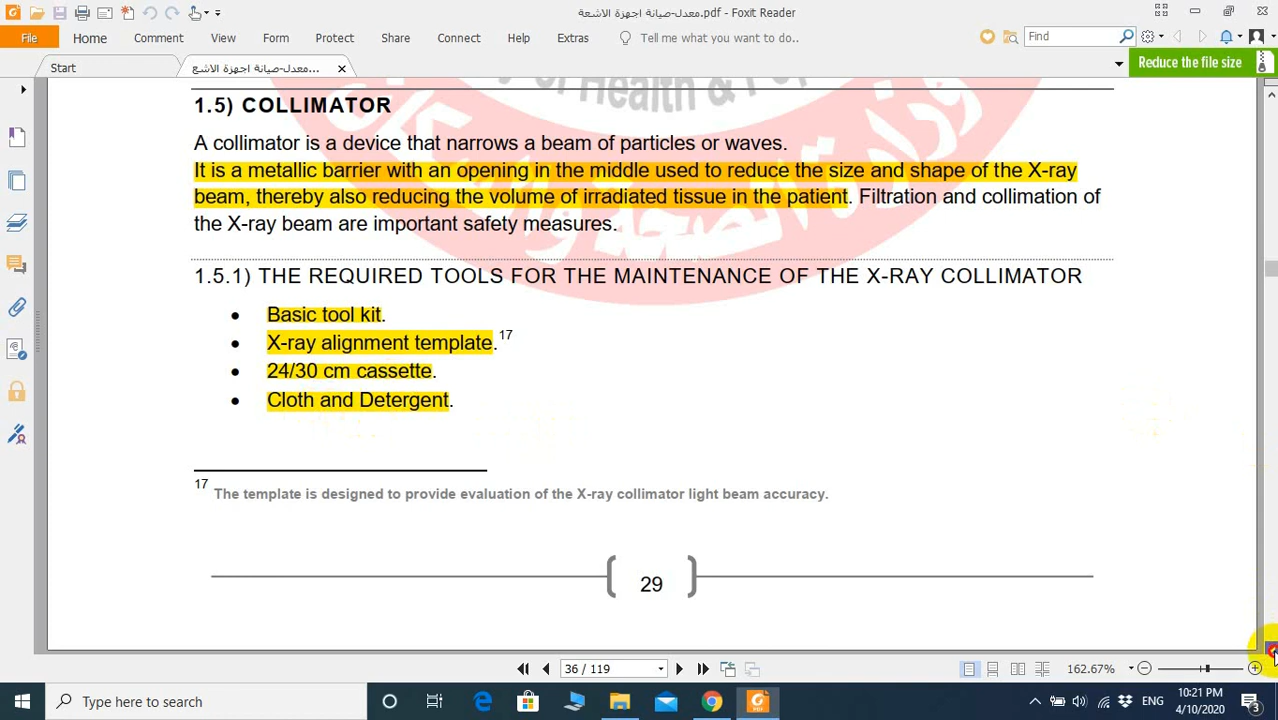 معدل-صيانة اجهزة الاشعة.pdf - Foxit Reader
File Home Comment View Form Protect Share Connect Help Extras Tell me what you want to do.. Find
Start معدل-صيانة اجهزة الاشع... Reduce the file size
of Health & Po
1.5) COLLIMATOR
A collimator is a device that narrows a beam of particles or waves.
It is a metallic barrier with an opening in the middle used to reduce the size and shape of the X-ray
beam, thereby also reducing the volume of irradiated tissue in the patient. Filtration and collimation of
the X-ray beam are important safety measures.
وزارة الصحة والسكان
1.5.1) THE REQUIRED TOOLS FOR THE MAINTENANCE OF THE X-RAY COLLIMATOR
• Basic tool kit.
• X-ray alignment template.17
• 24/30 cm cassette.
• Cloth and Detergent.
17 The template is designed to provide evaluation of the X-ray collimator light beam accuracy.
29
36 / 119 162.67%
Type here to search
ENG
10:21 PM
4/10/2020
3